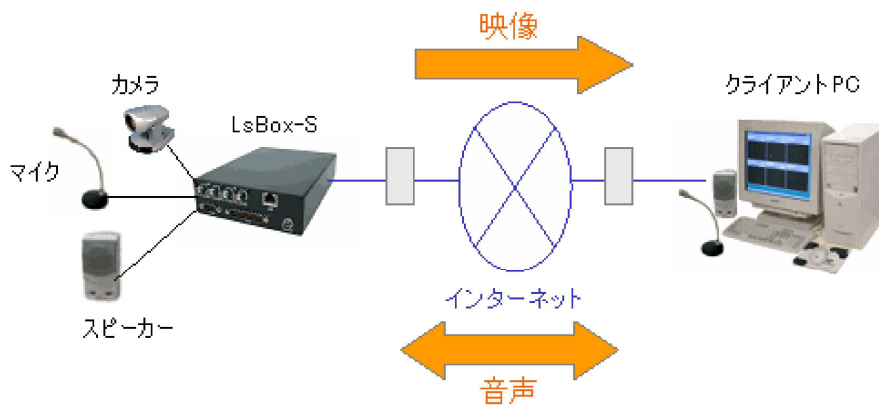 映像
カメラ
クライアントPC
LsBox-S
マイク
インターネット
スピーカー
音声